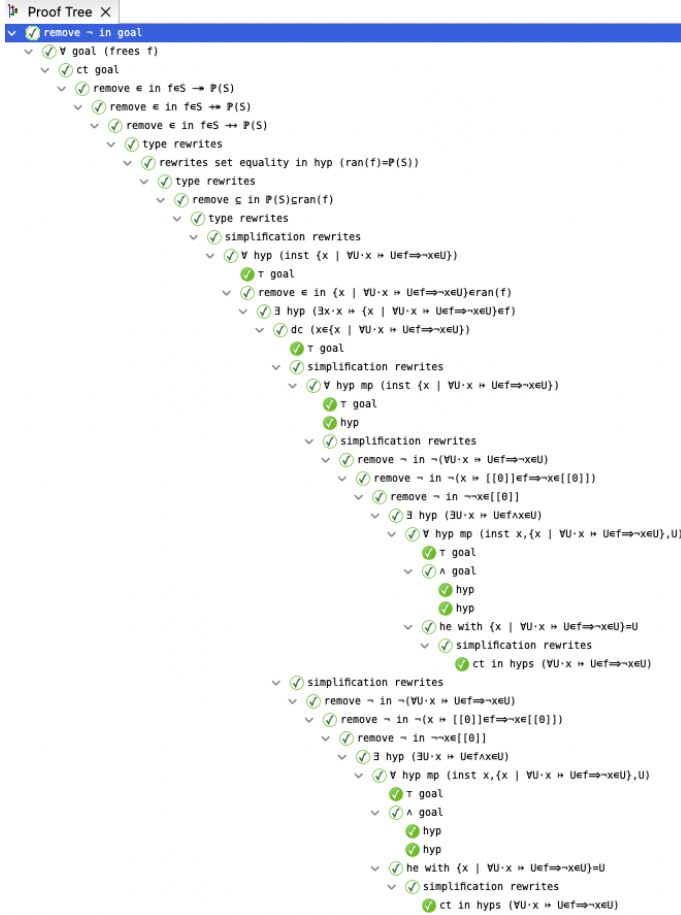 Proof Tree ×
remove ¬ in goal
∀ goal (frees f)
ct goal
remove ∈ in f∈S ↠ ℙ(S)
remove ∈ in f∈S ⤀ ℙ(S)
remove ∈ in f∈S ⇸ ℙ(S)
type rewrites
rewrites set equality in hyp (ran(f)=ℙ(S))
type rewrites
remove ⊆ in ℙ(S)⊆ran(f)
type rewrites
simplification rewrites
∀ hyp (inst {x ∣ ∀U·x ↦ U∈f⇒¬x∈U})
⊤ goal
remove ∈ in {x ∣ ∀U·x ↦ U∈f⇒¬x∈U}∈ran(f)
∃ hyp (∃x·x ↦ {x ∣ ∀U·x ↦ U∈f⇒¬x∈U}∈f)
dc (x∈{x ∣ ∀U·x ↦ U∈f⇒¬x∈U})
⊤ goal
simplification rewrites
∀ hyp mp (inst {x ∣ ∀U·x ↦ U∈f⇒¬x∈U})
⊤ goal
hyp
simplification rewrites
remove ¬ in ¬(∀U·x ↦ U∈f⇒¬x∈U)
remove ¬ in ¬(x ↦ [[0]]∈f⇒¬x∈[[0]])
remove ¬ in ¬¬x∈[[0]]
∃ hyp (∃U·x ↦ U∈f∧x∈U)
∀ hyp mp (inst x,{x ∣ ∀U·x ↦ U∈f⇒¬x∈U},U)
⊤ goal
∧ goal
hyp
hyp
he with {x ∣ ∀U·x ↦ U∈f⇒¬x∈U}=U
simplification rewrites
ct in hyps (∀U·x ↦ U∈f⇒¬x∈U)
simplification rewrites
remove ¬ in ¬(∀U·x ↦ U∈f⇒¬x∈U)
remove ¬ in ¬(x ↦ [[0]]∈f⇒¬x∈[[0]])
remove ¬ in ¬¬x∈[[0]]
∃ hyp (∃U·x ↦ U∈f∧x∈U)
∀ hyp mp (inst x,{x ∣ ∀U·x ↦ U∈f⇒¬x∈U},U)
⊤ goal
∧ goal
hyp
hyp
he with {x ∣ ∀U·x ↦ U∈f⇒¬x∈U}=U
simplification rewrites
ct in hyps (∀U·x ↦ U∈f⇒¬x∈U)